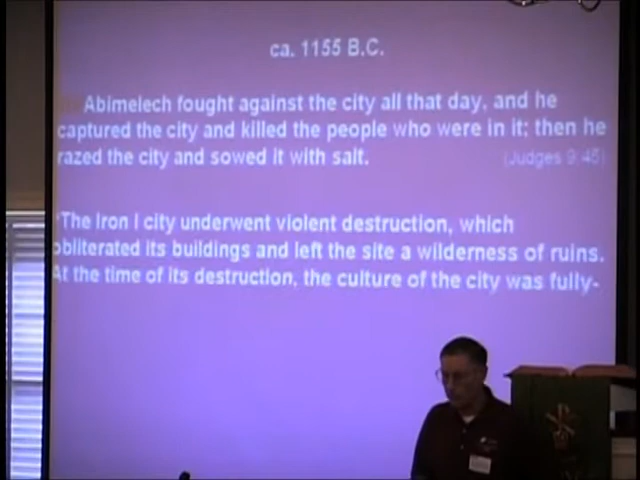 ca. 1155 B.C.
Abimelech fought against the city all that day, and he
captured the city and killed the people who were in it; then he
razed the city and sowed it with salt. (Judges 9:45)
"The Iron I city underwent violent destruction, which
obliterated its buildings and left the site a wilderness of ruins.
At the time of its destruction, the culture of the city was fully-